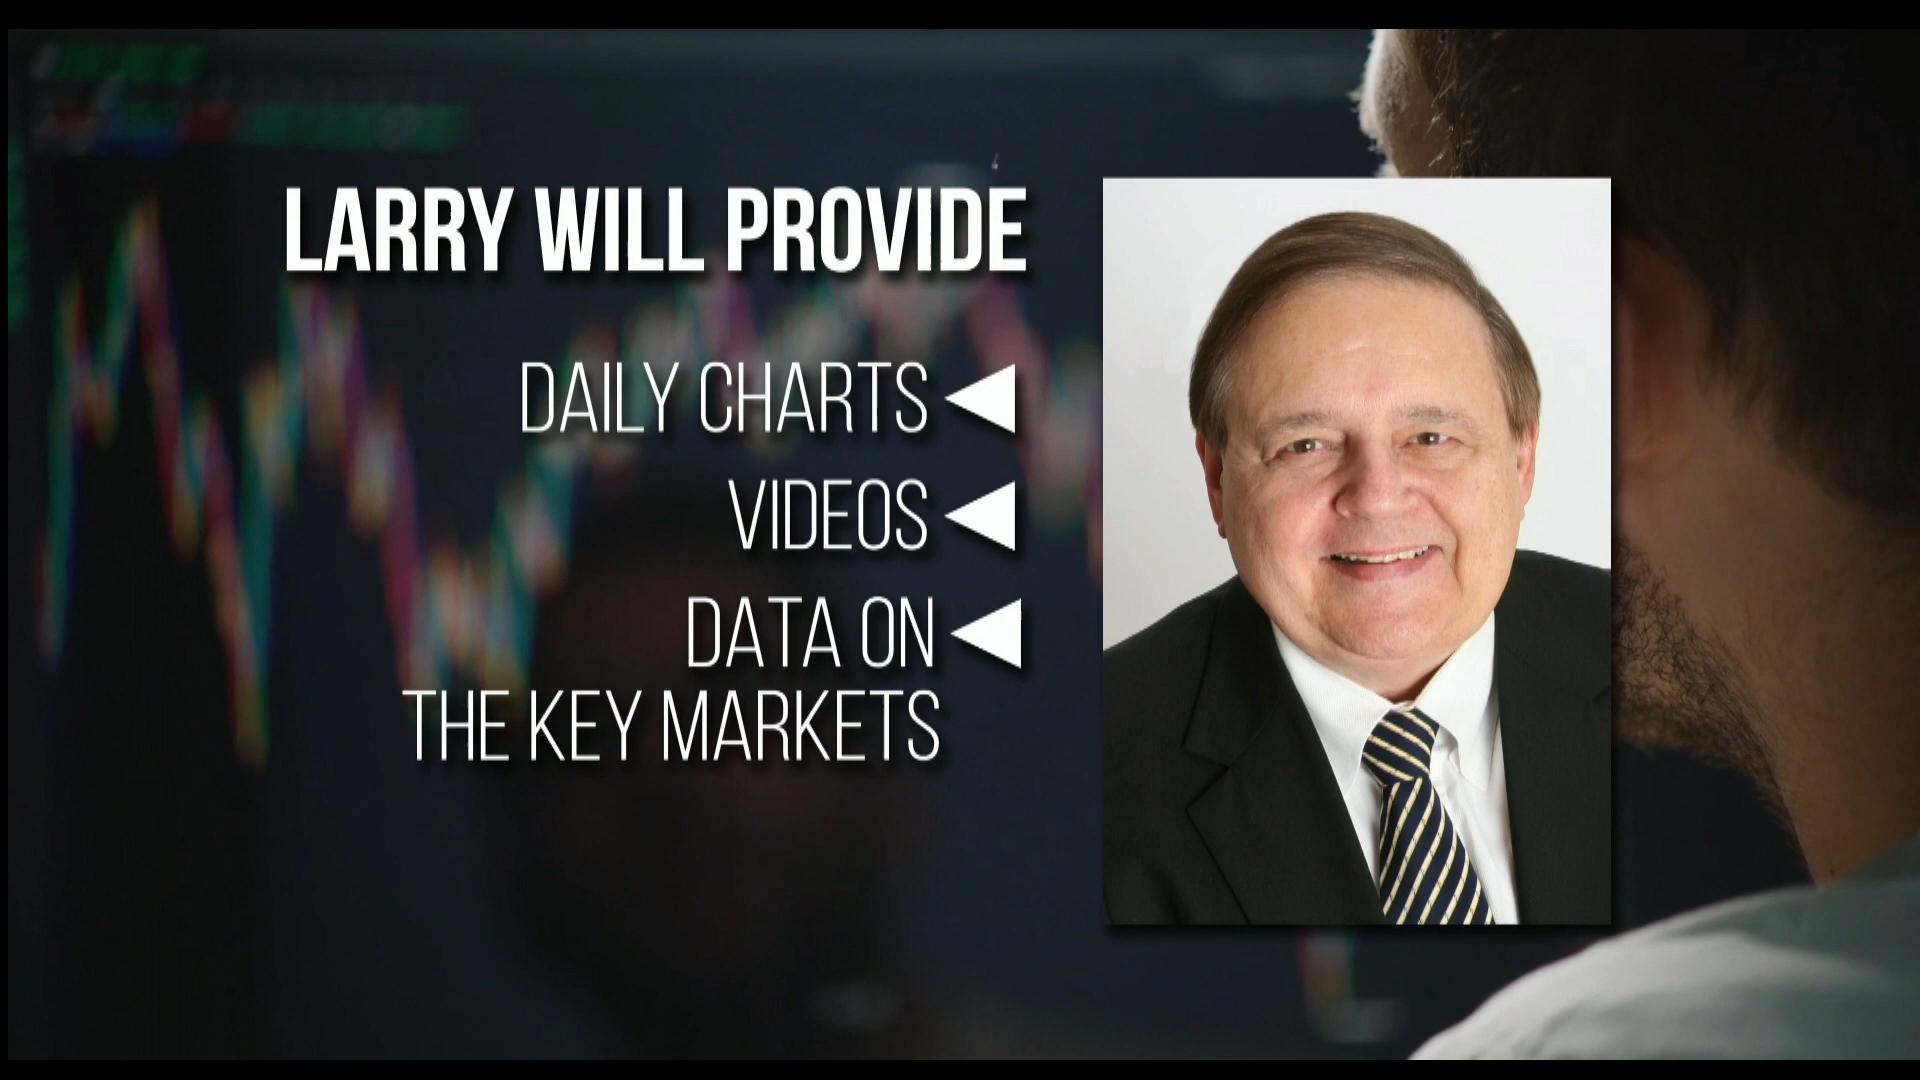 LARRY WILL PROVIDE
DAILY CHARTS
VIDEOS
DATA ON
THE KEY MARKETS